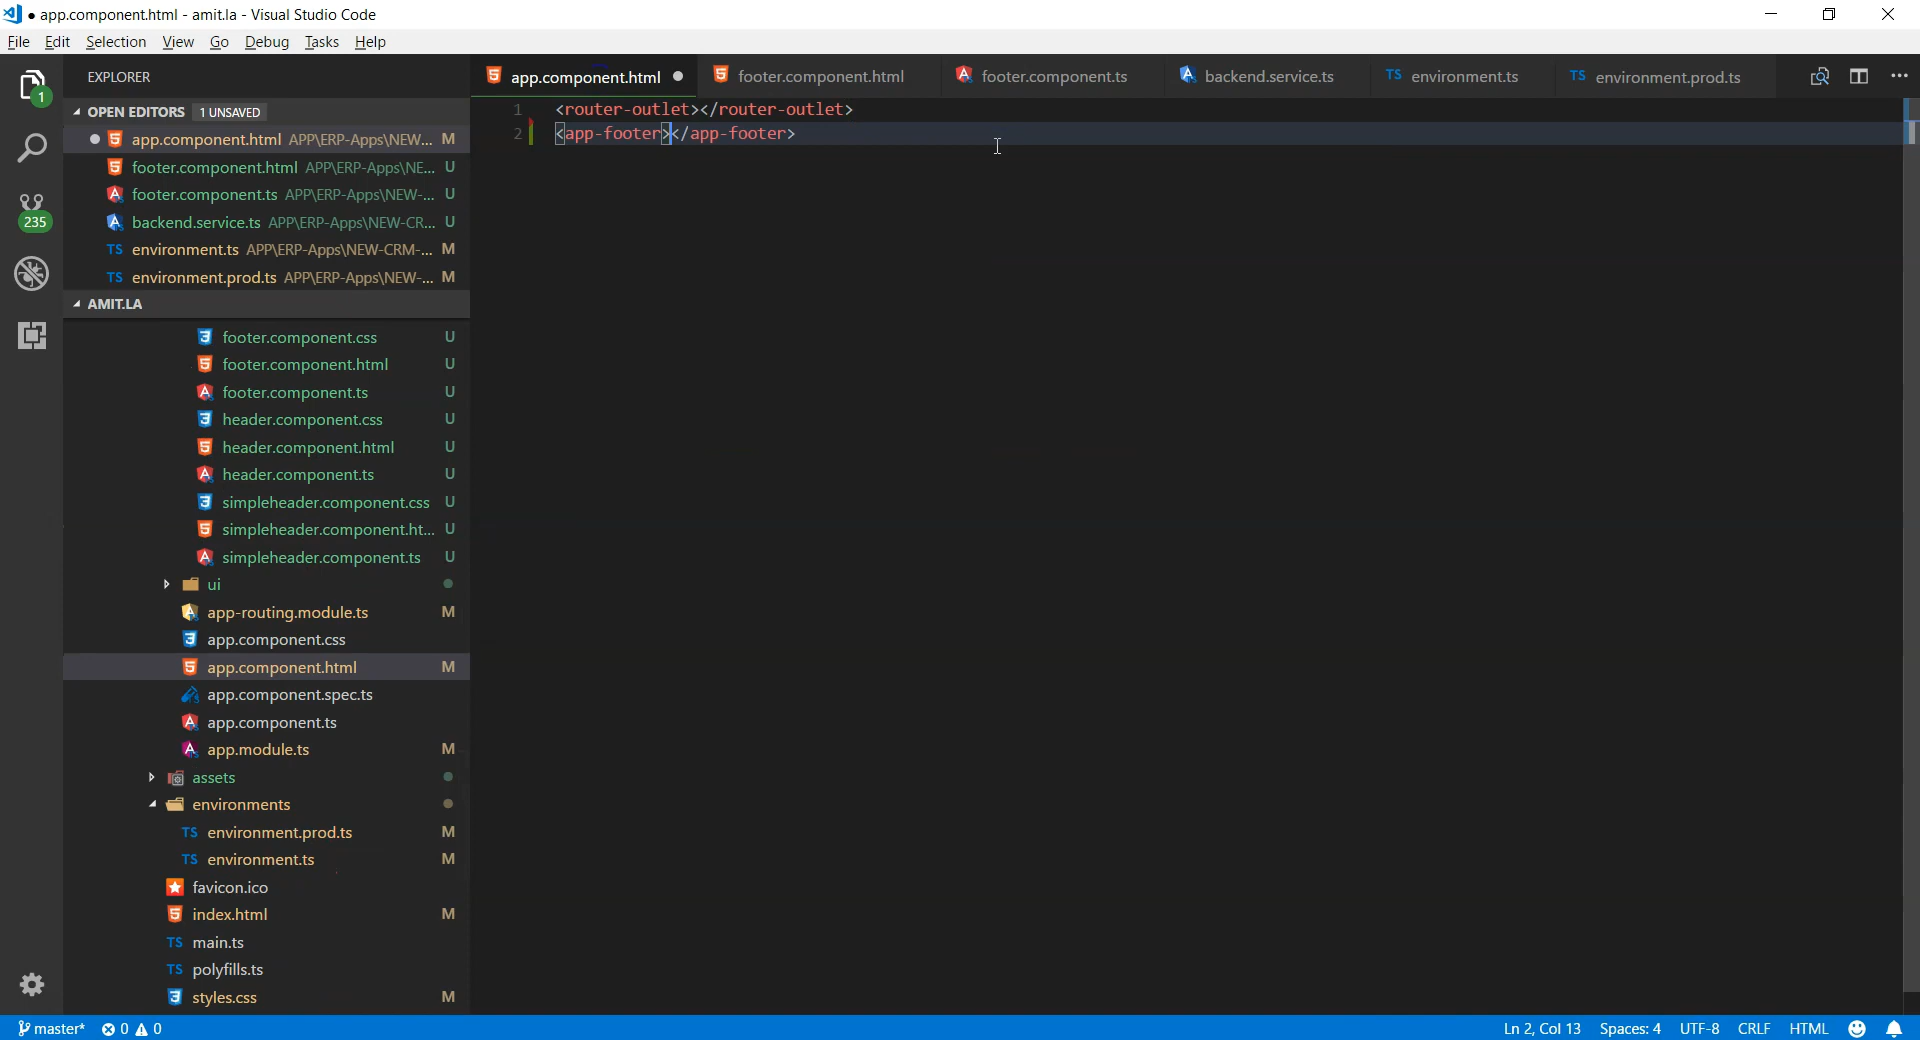 ● app.component.html - amit.la - Visual Studio Code
File Edit Selection View Go Debug Tasks Help
1
235
EXPLORER
OPEN EDITORS 1 UNSAVED
app.component.html APP\ERP-Apps\NEW... M
footer.component.html APP\ERP-Apps\NE... U
footer.component.ts APP\ERP-Apps\NEW-... U
backend.service.ts APP\ERP-Apps\NEW-CR... U
TS environment.ts APP\ERP-Apps\NEW-CRM-... M
TS environment.prod.ts APP\ERP-Apps\NEW-... M
AMIT.LA
footer.component.css U
footer.component.html U
footer.component.ts U
header.component.css U
header.component.html U
header.component.ts U
simpleheader.component.css U
simpleheader.component.ht... U
simpleheader.component.ts U
ui
app-routing.module.ts M
app.component.css
app.component.html M
app.component.spec.ts
app.component.ts
app.module.ts M
assets
environments
TS environment.prod.ts M
TS environment.ts M
favicon.ico
index.html M
TS main.ts
TS polyfills.ts
styles.css M
app.component.html footer.component.html footer.component.ts backend.service.ts TS environment.ts TS environment.prod.ts ...
1 <router-outlet></router-outlet>
2 <app-footer></app-footer>
master* 0 0 Ln 2, Col 13 Spaces: 4 UTF-8 CRLF HTML